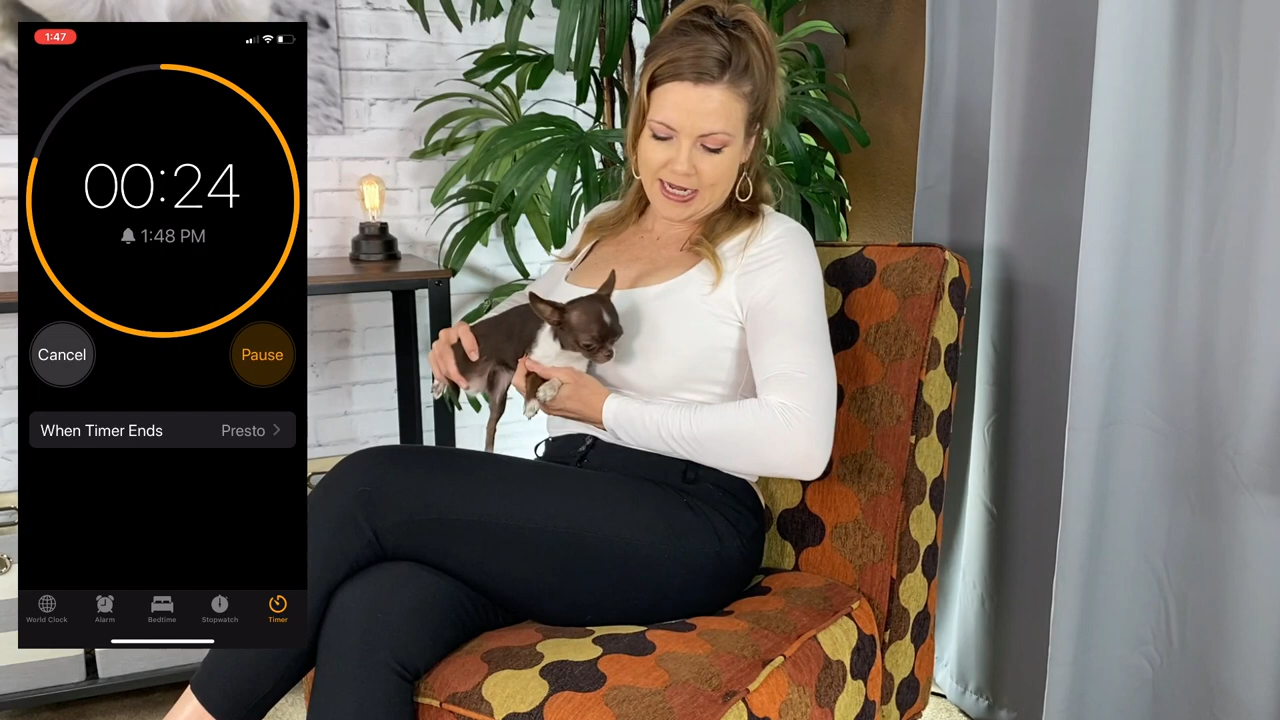 1:47
00:24
1:48 PM
Cancel
Pause
When Timer Ends Presto
World Clock Alarm Bedtime Stopwatch Timer